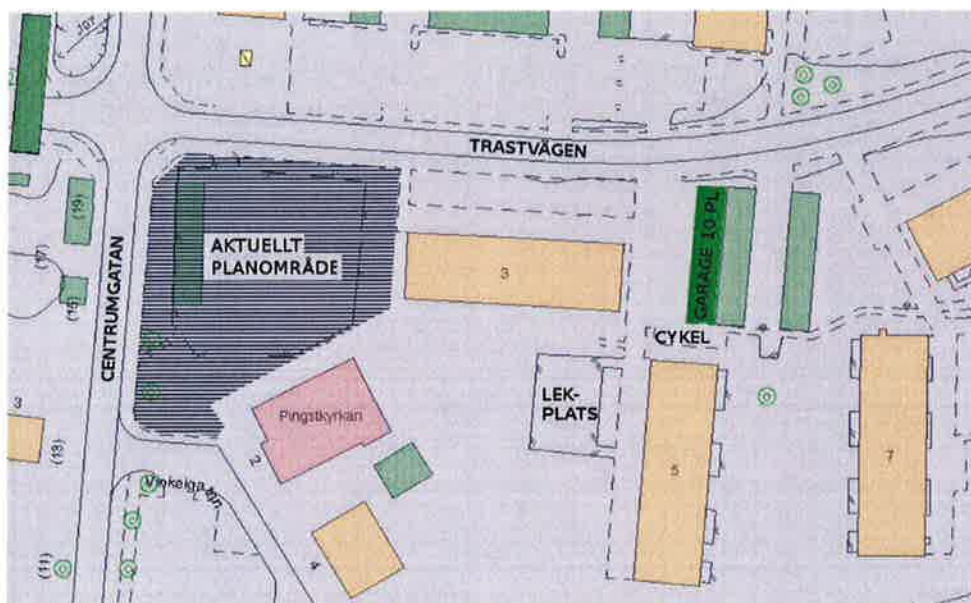 107
TRASTVÄGEN
(19)
(17)
(15)
CENTRUMGATAN
AKTUELLT
PLANOMRÅDE
3
GARAGE 10 PL
CYKEL
LEK-
PLATS
3
(13)
Pingstkyrkan
2
5
7
(11)
4